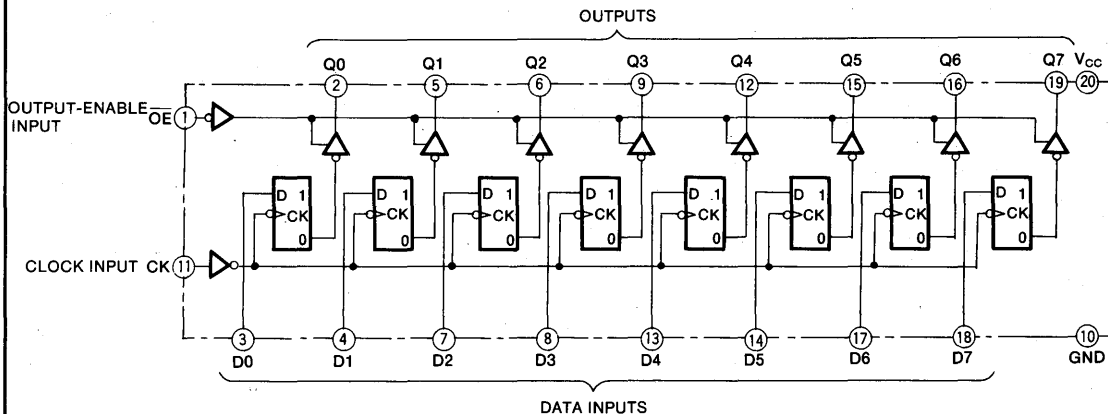 OUTPUTS
Q0 Q1 Q2 Q3 Q4 Q5 Q6 Q7 VCC
2 5 6 9 12 15 16 19 20
OUTPUT-ENABLE OE 1
INPUT
D 1 D 1 D 1 D 1 D 1 D 1 D 1 D 1
CK CK CK CK CK CK CK CK
0 0 0 0 0 0 0 0
CLOCK INPUT CK 11
3 4 7 8 13 14 17 18 10
D0 D1 D2 D3 D4 D5 D6 D7 GND
DATA INPUTS